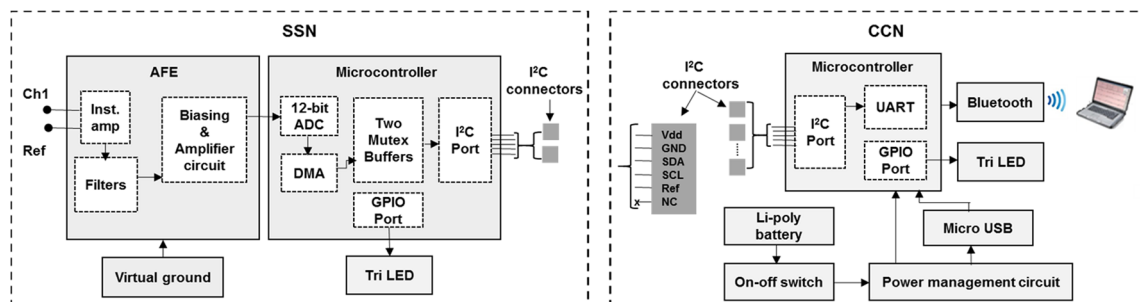 SSN
AFE
Ch1
Ref
Inst.
amp
Filters
Biasing
&
Amplifier
circuit
Virtual ground
Microcontroller
12-bit
ADC
DMA
Two
Mutex
Buffers
I²C
Port
GPIO
Port
Tri LED
I²C
connectors
CCN
I²C
connectors
Vdd
GND
SDA
SCL
Ref
x NC
Microcontroller
I²C
Port
UART
GPIO
Port
Bluetooth
Tri LED
Li-poly
battery
On-off switch
Micro USB
Power management circuit